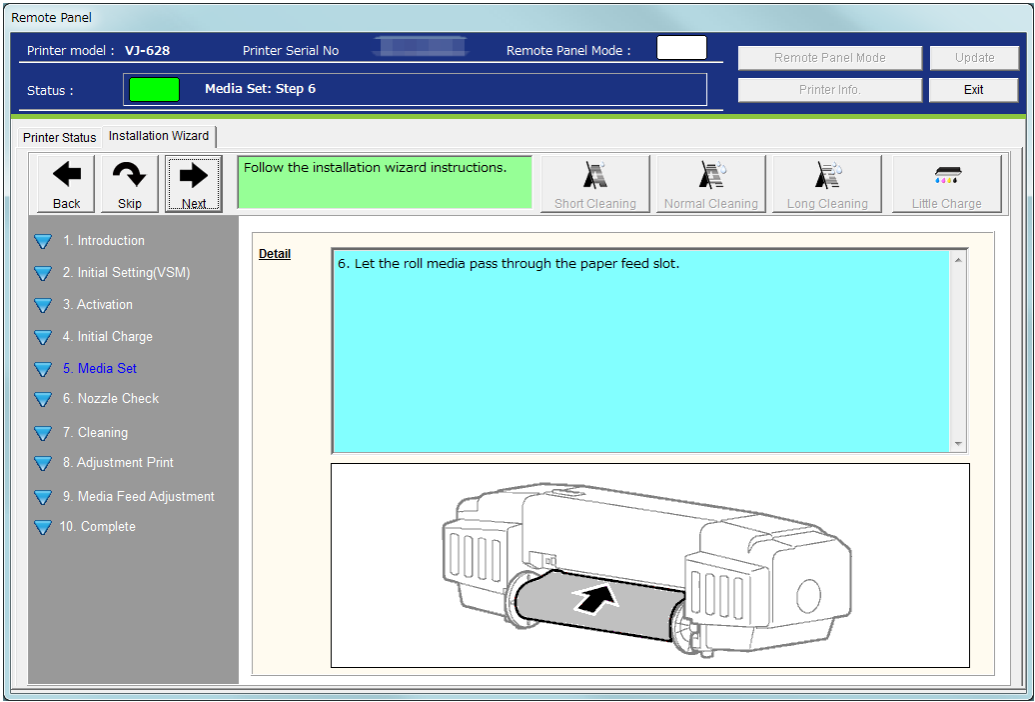 Remote Panel
Printer model : VJ-628 Printer Serial No Remote Panel Mode :
Remote Panel Mode Update
Status : Media Set: Step 6
Printer Info. Exit
Printer Status Installation Wizard
Follow the installation wizard instructions.
Back Skip Next Short Cleaning Normal Cleaning Long Cleaning Little Charge
1. Introduction
2. Initial Setting(VSM)
3. Activation
4. Initial Charge
5. Media Set
6. Nozzle Check
7. Cleaning
8. Adjustment Print
9. Media Feed Adjustment
10. Complete
Detail
6. Let the roll media pass through the paper feed slot.